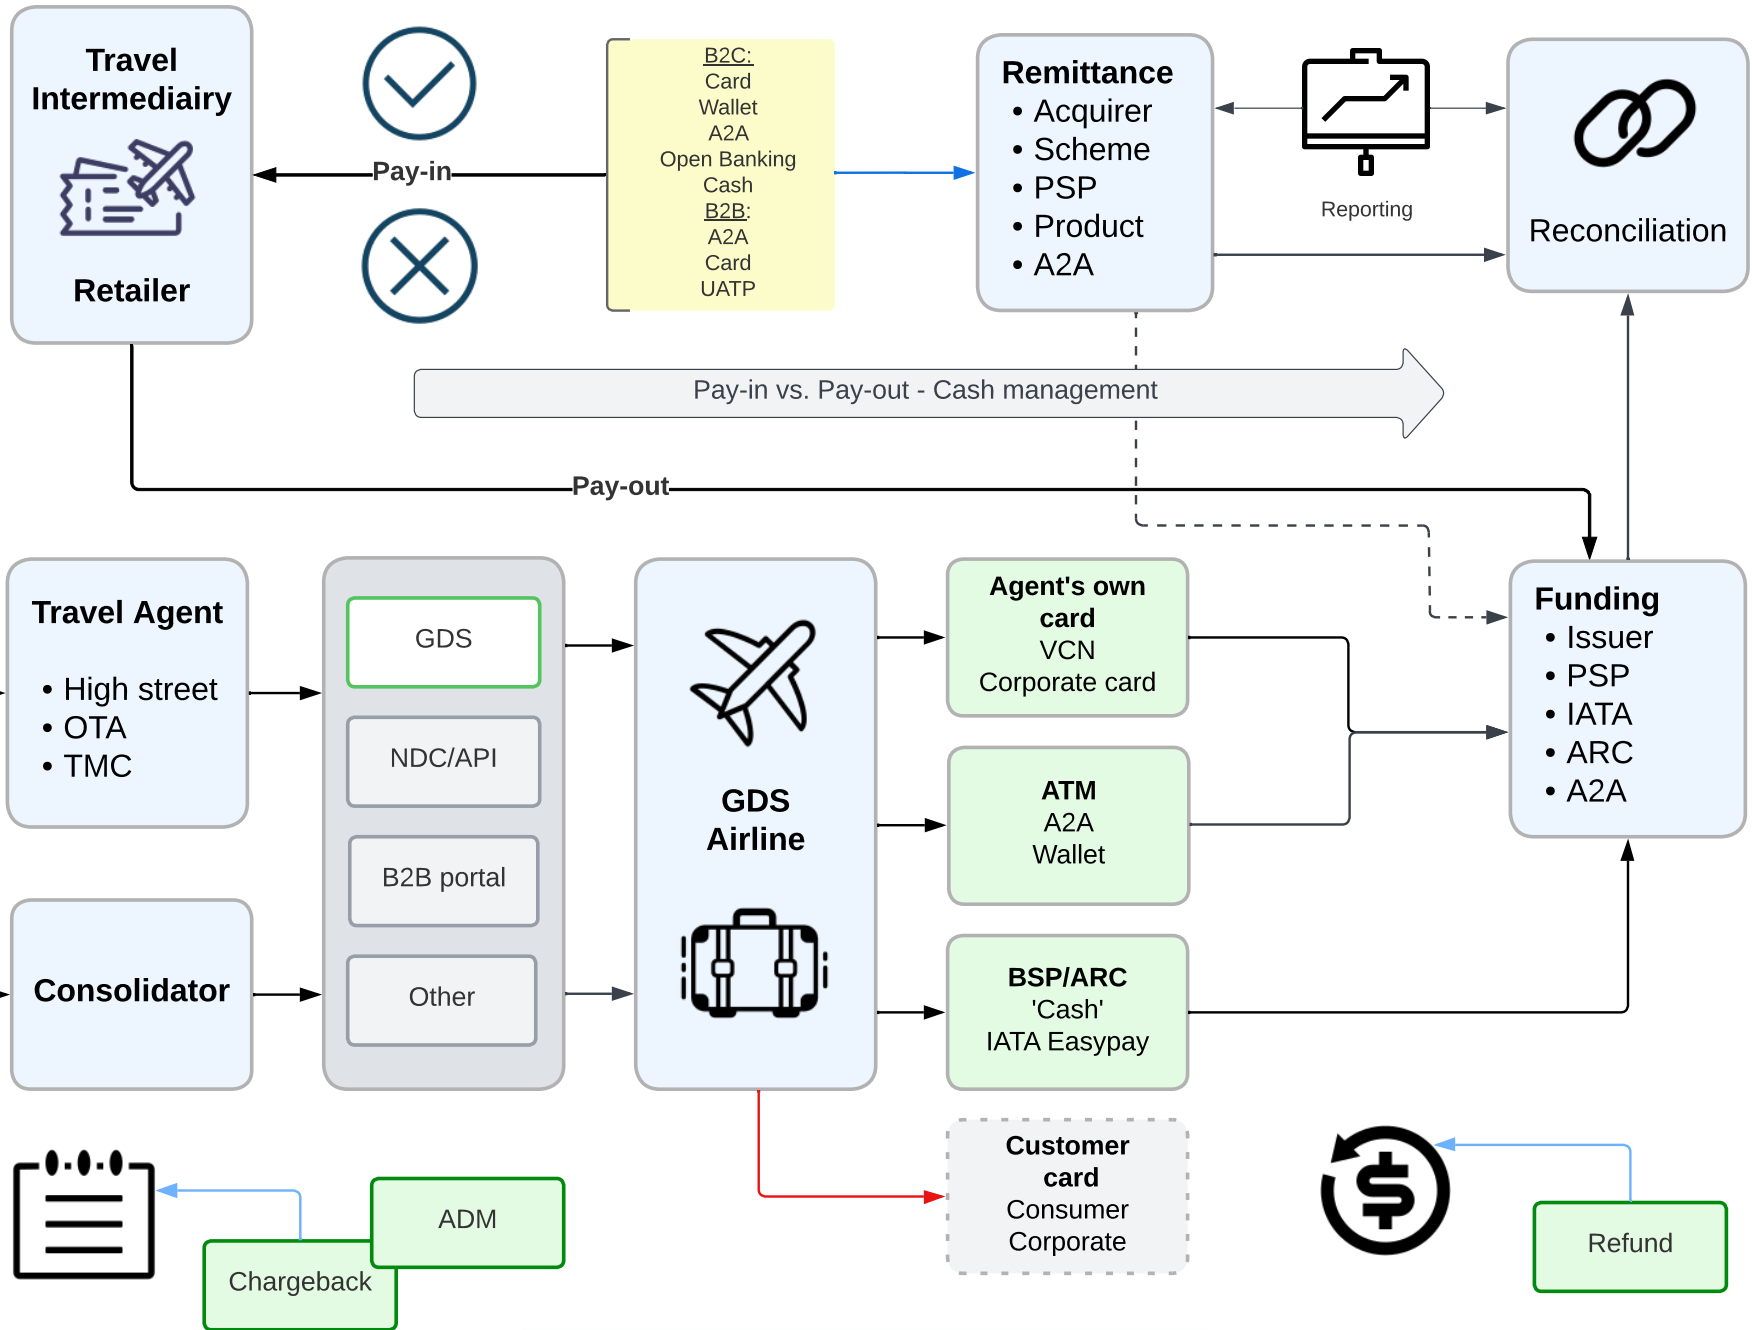 Travel
Intermediairy
Retailer
Pay-in
B2C:
Card
Wallet
A2A
Open Banking
Cash
B2B:
A2A
Card
UATP
Remittance
• Acquirer
• Scheme
• PSP
• Product
• A2A
Reporting
Reconciliation
Pay-in vs. Pay-out - Cash management
Pay-out
Travel Agent
• High street
• OTA
• TMC
Consolidator
GDS
NDC/API
B2B portal
Other
GDS
Airline
Agent's own
card
VCN
Corporate card
ATM
A2A
Wallet
BSP/ARC
'Cash'
IATA Easypay
Customer
card
Consumer
Corporate
Funding
• Issuer
• PSP
• IATA
• ARC
• A2A
ADM
Chargeback
$
Refund